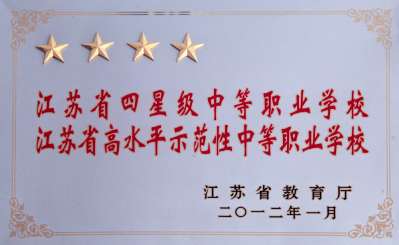 江苏省四星级中等职业学校
江苏省高水平示范性中等职业学校
江苏省教育厅
二〇一二年一月